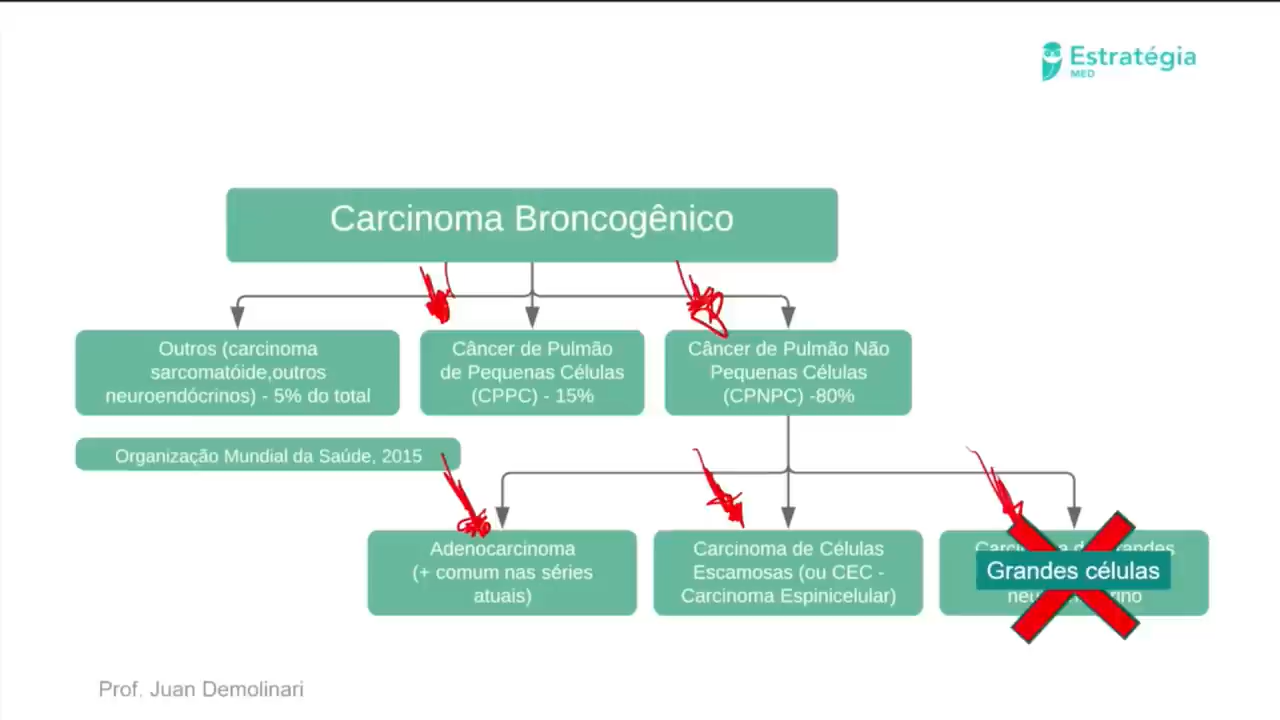 Estratégia
MED
Carcinoma Broncogênico
Outros (carcinoma
sarcomatóide,outros
neuroendócrinos) - 5% do total
Câncer de Pulmão
de Pequenas Células
(CPPC) - 15%
Câncer de Pulmão Não
Pequenas Células
(CPNPC) -80%
Organização Mundial da Saúde, 2015
Adenocarcinoma
(+ comum nas séries
atuais)
Carcinoma de Células
Escamosas (ou CEC -
Carcinoma Espinicelular)
Grandes células
Prof. Juan Demolinari